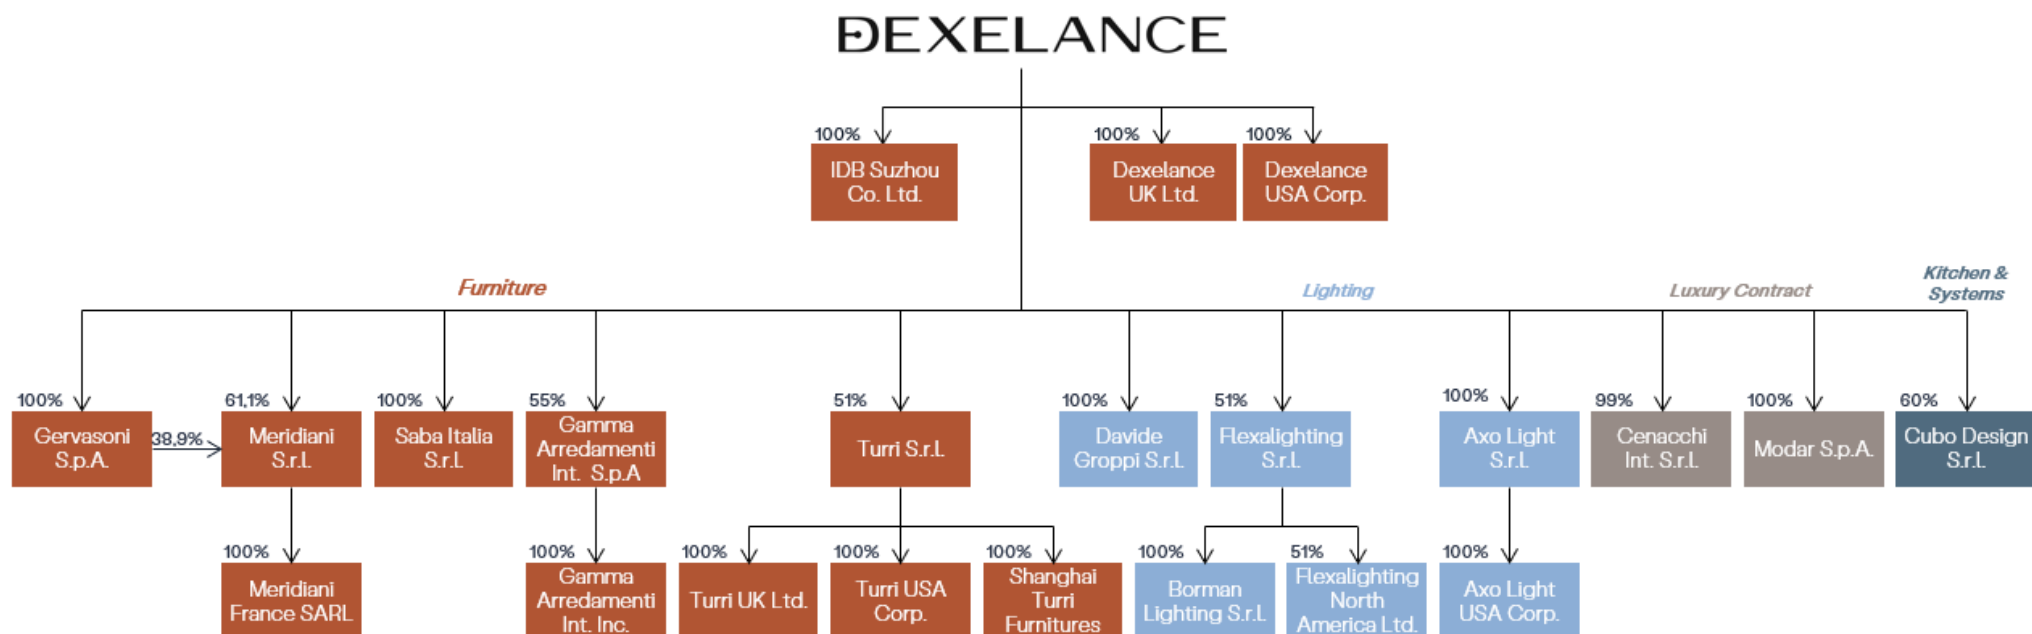 DEXELANCE
100%
IDB Suzhou
Co. Ltd.
100%
Dexelance
UK Ltd.
100%
Dexelance
USA Corp.
Furniture
Lighting
Luxury Contract
Kitchen &
Systems
100%
Gervasoni
S.p.A.
38,9%
61,1%
Meridiani
S.r.L
100%
Saba Italia
S.r.L
55%
Gamma
Arredamenti
Int. S.p.A
51%
Turri S.r.L
100%
Davide
Groppi S.r.L
51%
Flexalighting
S.r.L
100%
Axo Light
S.r.L
99%
Cenacchi
Int. S.r.L
100%
Modar S.p.A.
60%
Cubo Design
S.r.L
100%
Meridiani
France SARL
100%
Gamma
Arredamenti
Int. Inc.
100%
Turri UK Ltd.
100%
Turri USA
Corp.
100%
Shanghai
Turri
Furnitures
100%
Borman
Lighting S.r.L
51%
Flexalighting
North
America Ltd.
100%
Axo Light
USA Corp.